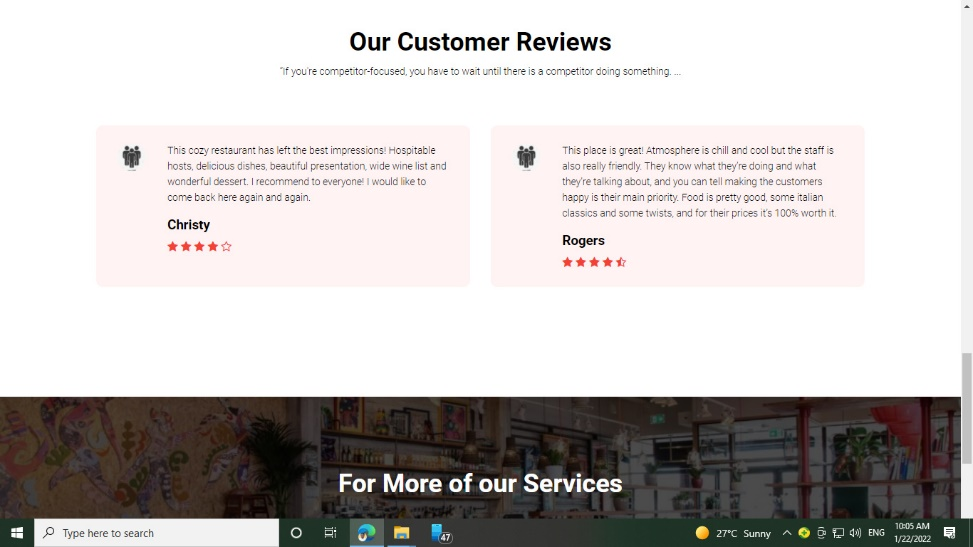 Our Customer Reviews
“If you're competitor-focused, you have to wait until there is a competitor doing something. ...
This cozy restaurant has left the best impressions! Hospitable
hosts, delicious dishes, beautiful presentation, wide wine list and
wonderful dessert. I recommend to everyone! I would like to
come back here again and again.
Christy
This place is great! Atmosphere is chill and cool but the staff is
also really friendly. They know what they're doing and what
they're talking about, and you can tell making the customers
happy is their main priority. Food is pretty good, some italian
classics and some twists, and for their prices it's 100% worth it.
Rogers
For More of our Services
Type here to search
47
27°C Sunny
ENG
10:05 AM
1/22/2022